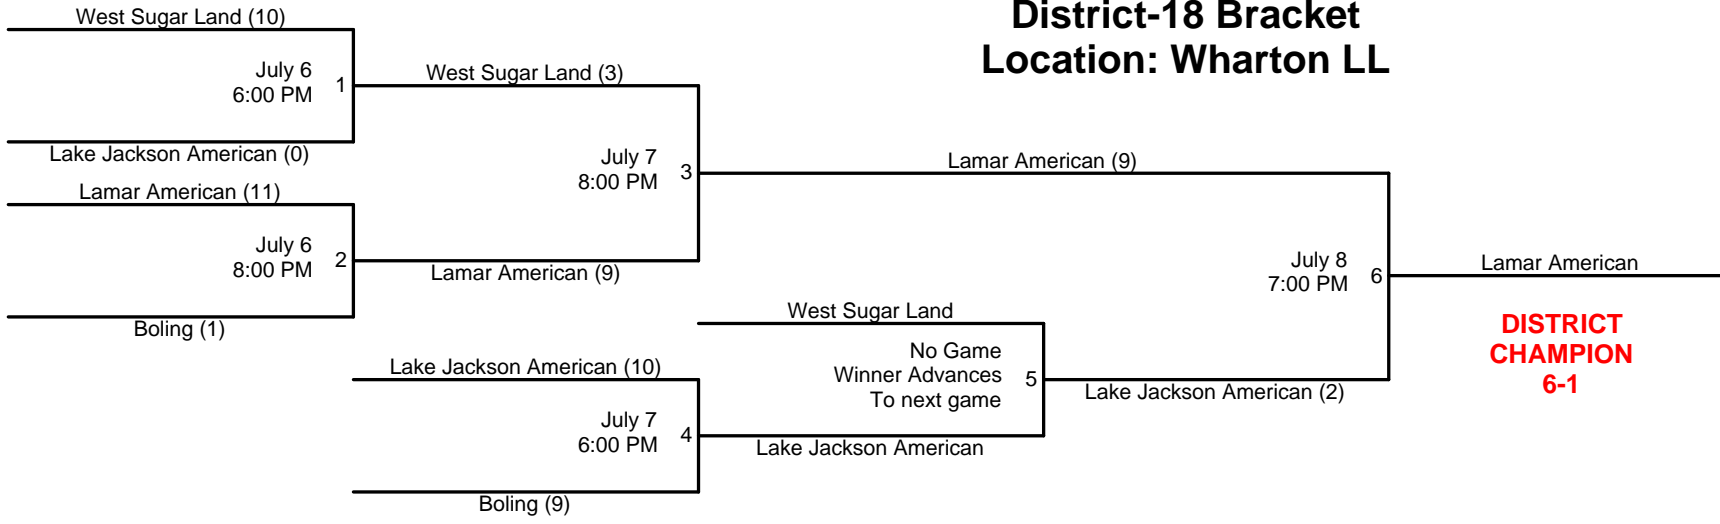 District-18 Bracket
Location: Wharton LL
West Sugar Land (10)
July 6
6:00 PM
1
Lake Jackson American (0)
West Sugar Land (3)
Lamar American (11)
July 6
8:00 PM
2
Boling (1)
Lamar American (9)
July 7
8:00 PM
3
Lamar American (9)
Lake Jackson American (10)
July 7
6:00 PM
4
Boling (9)
West Sugar Land
No Game
Winner Advances
To next game
5
Lake Jackson American
Lake Jackson American (2)
July 8
7:00 PM
6
Lamar American
DISTRICT
CHAMPION
6-1